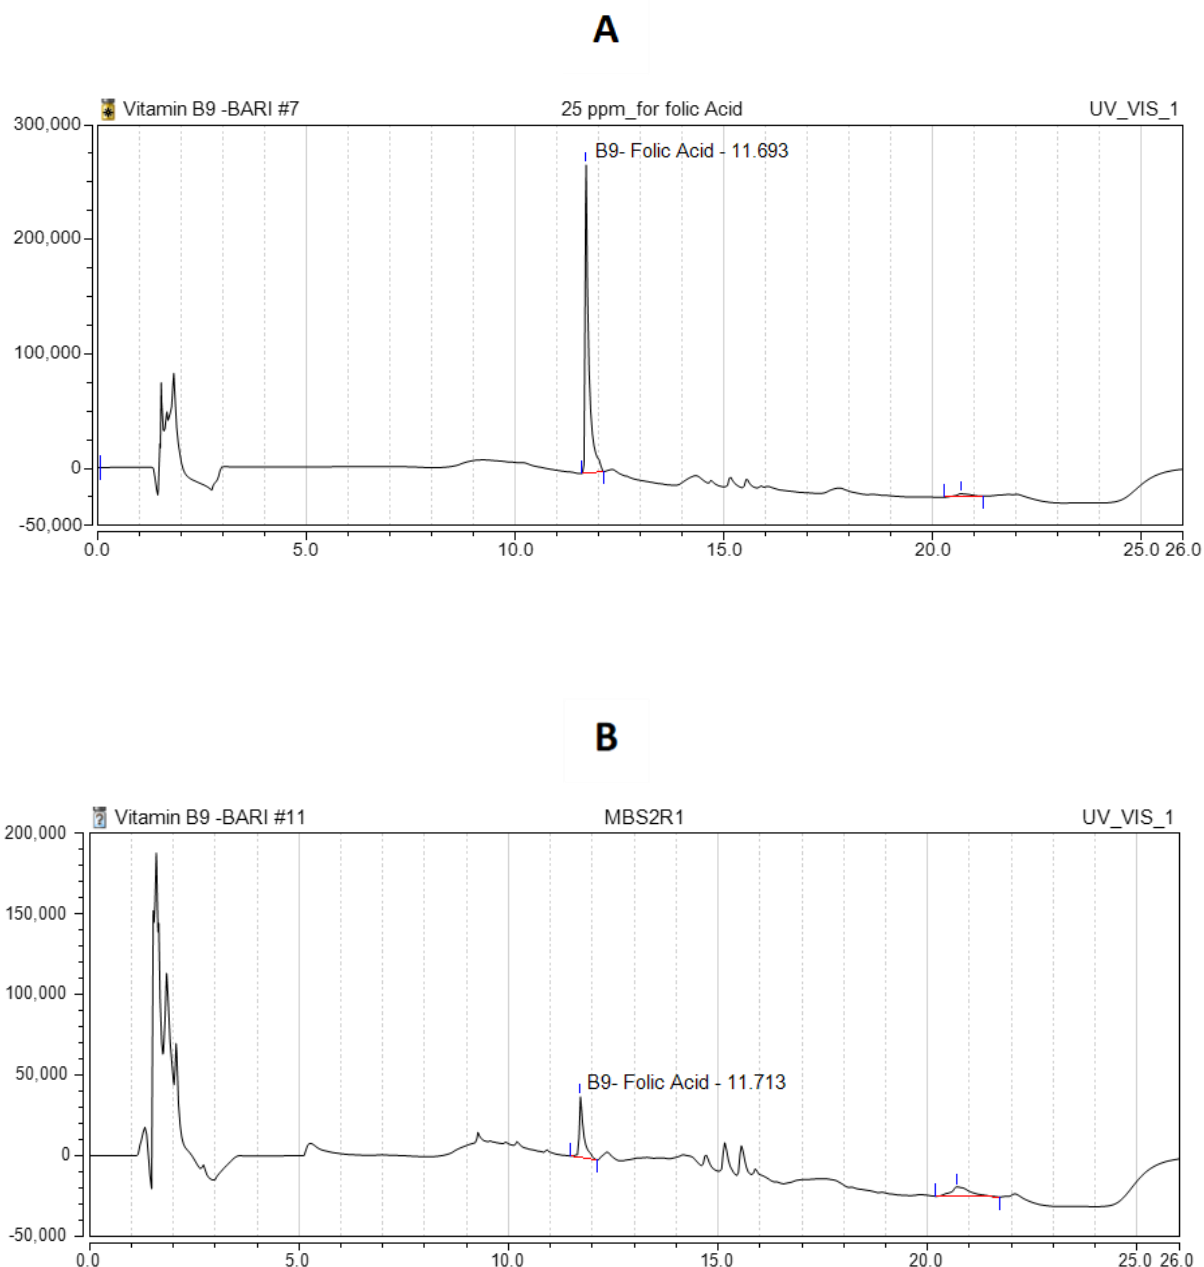 A
Vitamin B9 -BARI #7 25 ppm_for folic Acid UV_VIS_1
300,000
B9- Folic Acid - 11.693
200,000
100,000
0
-50,000
0.0 5.0 10.0 15.0 20.0 25.0 26.0
B
? Vitamin B9 -BARI #11 MBS2R1 UV_VIS_1
200,000
150,000
100,000
50,000
B9- Folic Acid - 11.713
0
-50,000
0.0 5.0 10.0 15.0 20.0 25.0 26.0